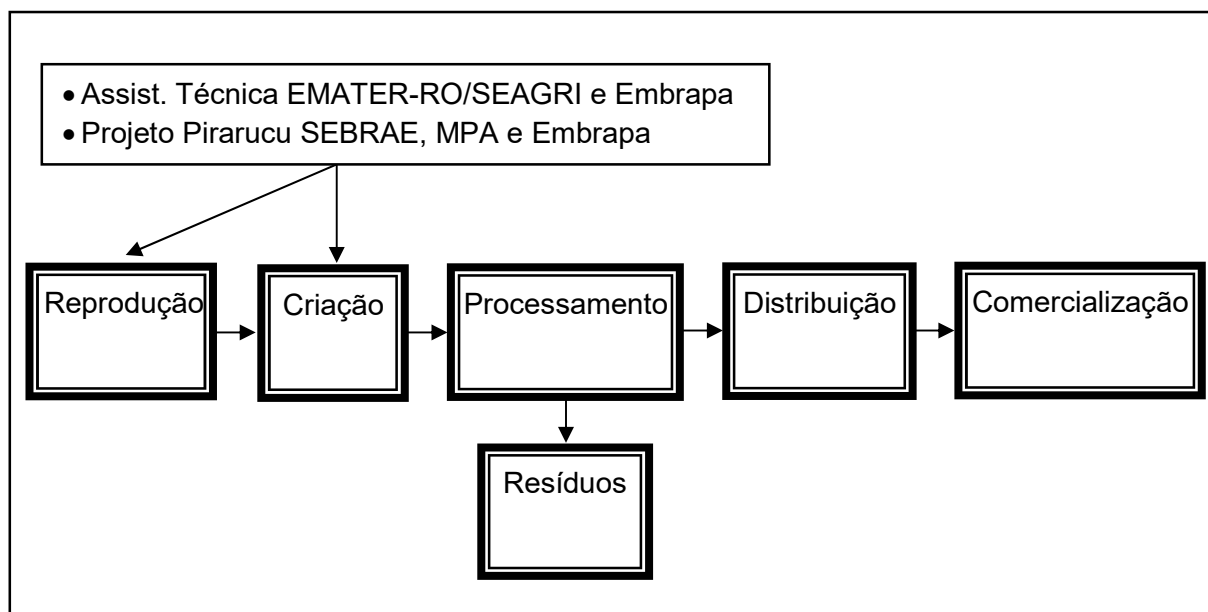 • Assist. Técnica EMATER-RO/SEAGRI e Embrapa
• Projeto Pirarucu SEBRAE, MPA e Embrapa
Reprodução
Criação
Processamento
Distribuição
Comercialização
Resíduos